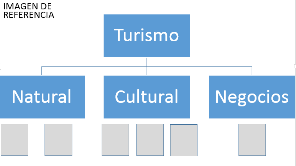 IMAGEN DE
REFERENCIA
Turismo
Natural
Cultural
Negocios